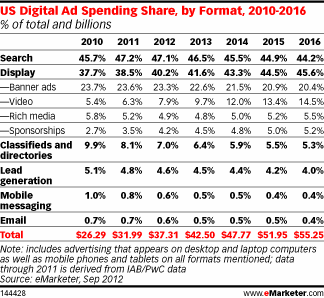 US Digital Ad Spending Share, by Format, 2010-2016
% of total and billions
2010 2011 2012 2013 2014 2015 2016
Search 45.7% 47.2% 47.1% 46.5% 45.5% 44.9% 44.2%
Display 37.7% 38.5% 40.2% 41.6% 43.3% 44.5% 45.6%
—Banner ads 23.7% 23.6% 23.3% 22.6% 21.5% 20.9% 20.4%
—Video 5.4% 6.3% 7.9% 9.7% 12.0% 13.4% 14.5%
—Rich media 5.8% 5.2% 4.9% 4.8% 5.0% 5.2% 5.5%
—Sponsorships 2.7% 3.5% 4.2% 4.5% 4.8% 5.0% 5.2%
Classifieds and
directories 9.9% 8.1% 7.0% 6.4% 5.9% 5.5% 5.3%
Lead
generation 5.1% 4.8% 4.6% 4.5% 4.4% 4.2% 4.0%
Mobile
messaging 1.0% 0.8% 0.6% 0.5% 0.5% 0.4% 0.4%
Email 0.7% 0.7% 0.6% 0.5% 0.5% 0.5% 0.4%
Total $26.29 $31.99 $37.31 $42.50 $47.77 $51.95 $55.25
Note: includes advertising that appears on desktop and laptop computers
as well as mobile phones and tablets on all formats mentioned; data
through 2011 is derived from IAB/PwC data
Source: eMarketer, Sep 2012
144428 www.eMarketer.com